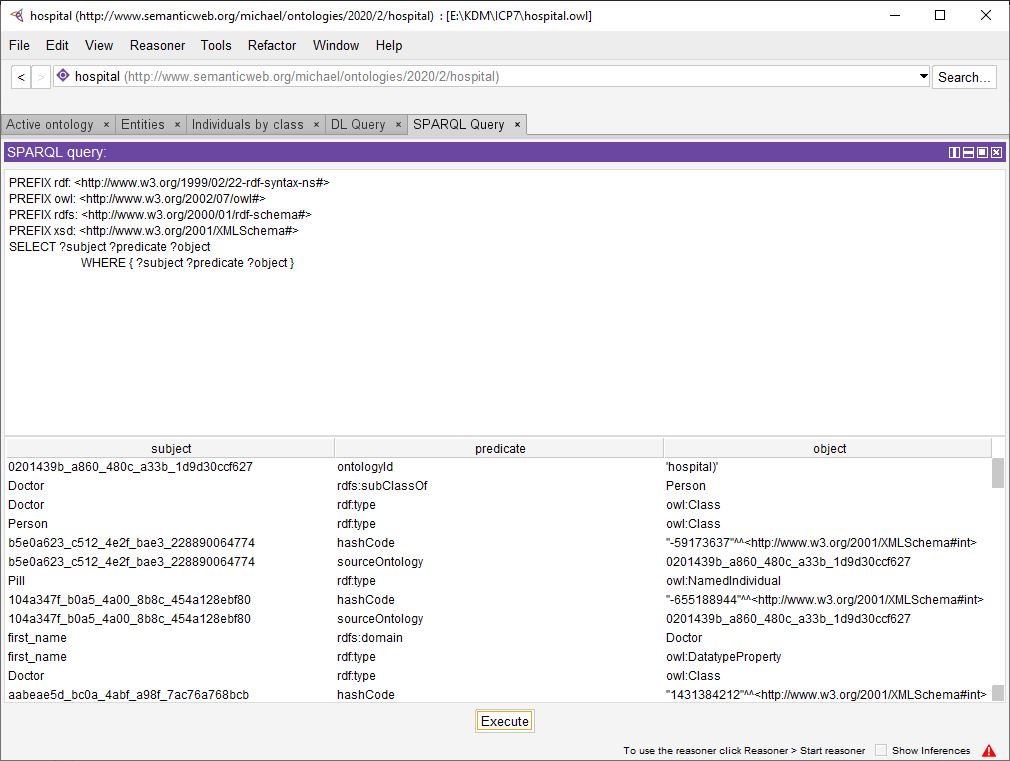 hospital (http://www.semanticweb.org/michael/ontologies/2020/2/hospital) : [E:\KDM\ICP7\hospital.owl]
File Edit View Reasoner Tools Refactor Window Help
< > hospital (http://www.semanticweb.org/michael/ontologies/2020/2/hospital) Search...
Active ontology × Entities × Individuals by class × DL Query × SPARQL Query ×
SPARQL query:
PREFIX rdf: <http://www.w3.org/1999/02/22-rdf-syntax-ns#>
PREFIX owl: <http://www.w3.org/2002/07/owl#>
PREFIX rdfs: <http://www.w3.org/2000/01/rdf-schema#>
PREFIX xsd: <http://www.w3.org/2001/XMLSchema#>
SELECT ?subject ?predicate ?object
WHERE { ?subject ?predicate ?object }
subject predicate object
0201439b_a860_480c_a33b_1d9d30ccf627 ontologyId 'hospital)'
Doctor rdfs:subClassOf Person
Doctor rdf:type owl:Class
Person rdf:type owl:Class
b5e0a623_c512_4e2f_bae3_228890064774 hashCode "-59173637"^^<http://www.w3.org/2001/XMLSchema#int>
b5e0a623_c512_4e2f_bae3_228890064774 sourceOntology 0201439b_a860_480c_a33b_1d9d30ccf627
Pill rdf:type owl:NamedIndividual
104a347f_b0a5_4a00_8b8c_454a128ebf80 hashCode "-655188944"^^<http://www.w3.org/2001/XMLSchema#int>
104a347f_b0a5_4a00_8b8c_454a128ebf80 sourceOntology 0201439b_a860_480c_a33b_1d9d30ccf627
first_name rdfs:domain Doctor
first_name rdf:type owl:DatatypeProperty
Doctor rdf:type owl:Class
aabeae5d_bc0a_4abf_a98f_7ac76a768bcb hashCode "1431384212"^^<http://www.w3.org/2001/XMLSchema#int>
Execute
To use the reasoner click Reasoner > Start reasoner Show Inferences